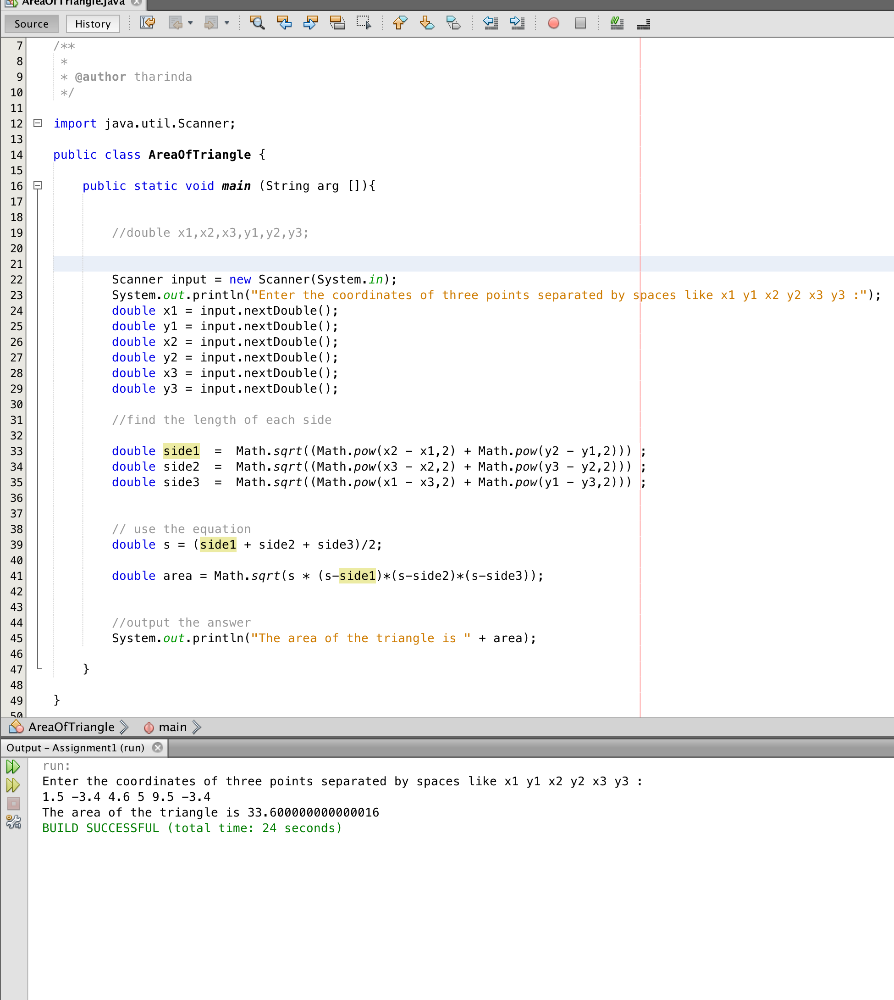 AreaOfTriangle.java
Source History
7 /**
8 *
9 * @author tharinda
10 */
11
12 import java.util.Scanner;
13
14 public class AreaOfTriangle {
15
16 public static void main (String arg []){
17
18
19 //double x1,x2,x3,y1,y2,y3;
20
21
22 Scanner input = new Scanner(System.in);
23 System.out.println("Enter the coordinates of three points separated by spaces like x1 y1 x2 y2 x3 y3 :");
24 double x1 = input.nextDouble();
25 double y1 = input.nextDouble();
26 double x2 = input.nextDouble();
27 double y2 = input.nextDouble();
28 double x3 = input.nextDouble();
29 double y3 = input.nextDouble();
30
31 //find the length of each side
32
33 double side1 = Math.sqrt((Math.pow(x2 - x1,2) + Math.pow(y2 - y1,2))) ;
34 double side2 = Math.sqrt((Math.pow(x3 - x2,2) + Math.pow(y3 - y2,2))) ;
35 double side3 = Math.sqrt((Math.pow(x1 - x3,2) + Math.pow(y1 - y3,2))) ;
36
37
38 // use the equation
39 double s = (side1 + side2 + side3)/2;
40
41 double area = Math.sqrt(s * (s-side1)*(s-side2)*(s-side3));
42
43
44 //output the answer
45 System.out.println("The area of the triangle is " + area);
46
47 }
48
49 }
50
AreaOfTriangle main
Output - Assignment1 (run)
run:
Enter the coordinates of three points separated by spaces like x1 y1 x2 y2 x3 y3 :
1.5 -3.4 4.6 5 9.5 -3.4
The area of the triangle is 33.600000000000016
BUILD SUCCESSFUL (total time: 24 seconds)